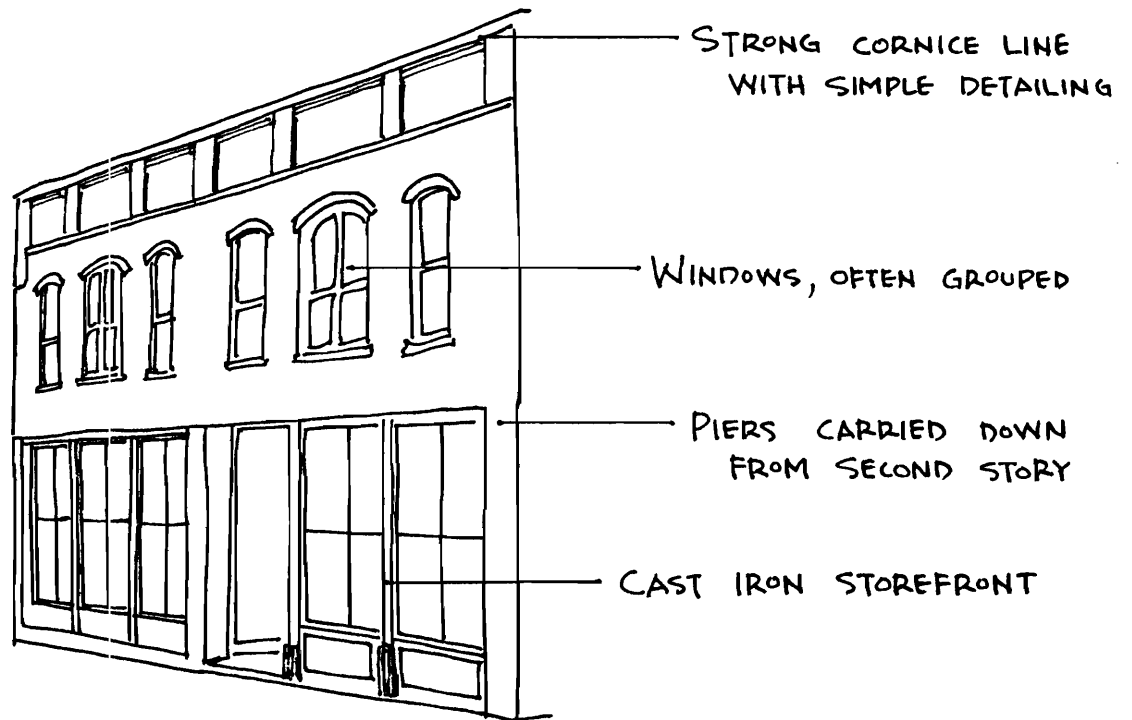 STRONG CORNICE LINE
WITH SIMPLE DETAILING
WINDOWS, OFTEN GROUPED
PIERS CARRIED DOWN
FROM SECOND STORY
CAST IRON STOREFRONT